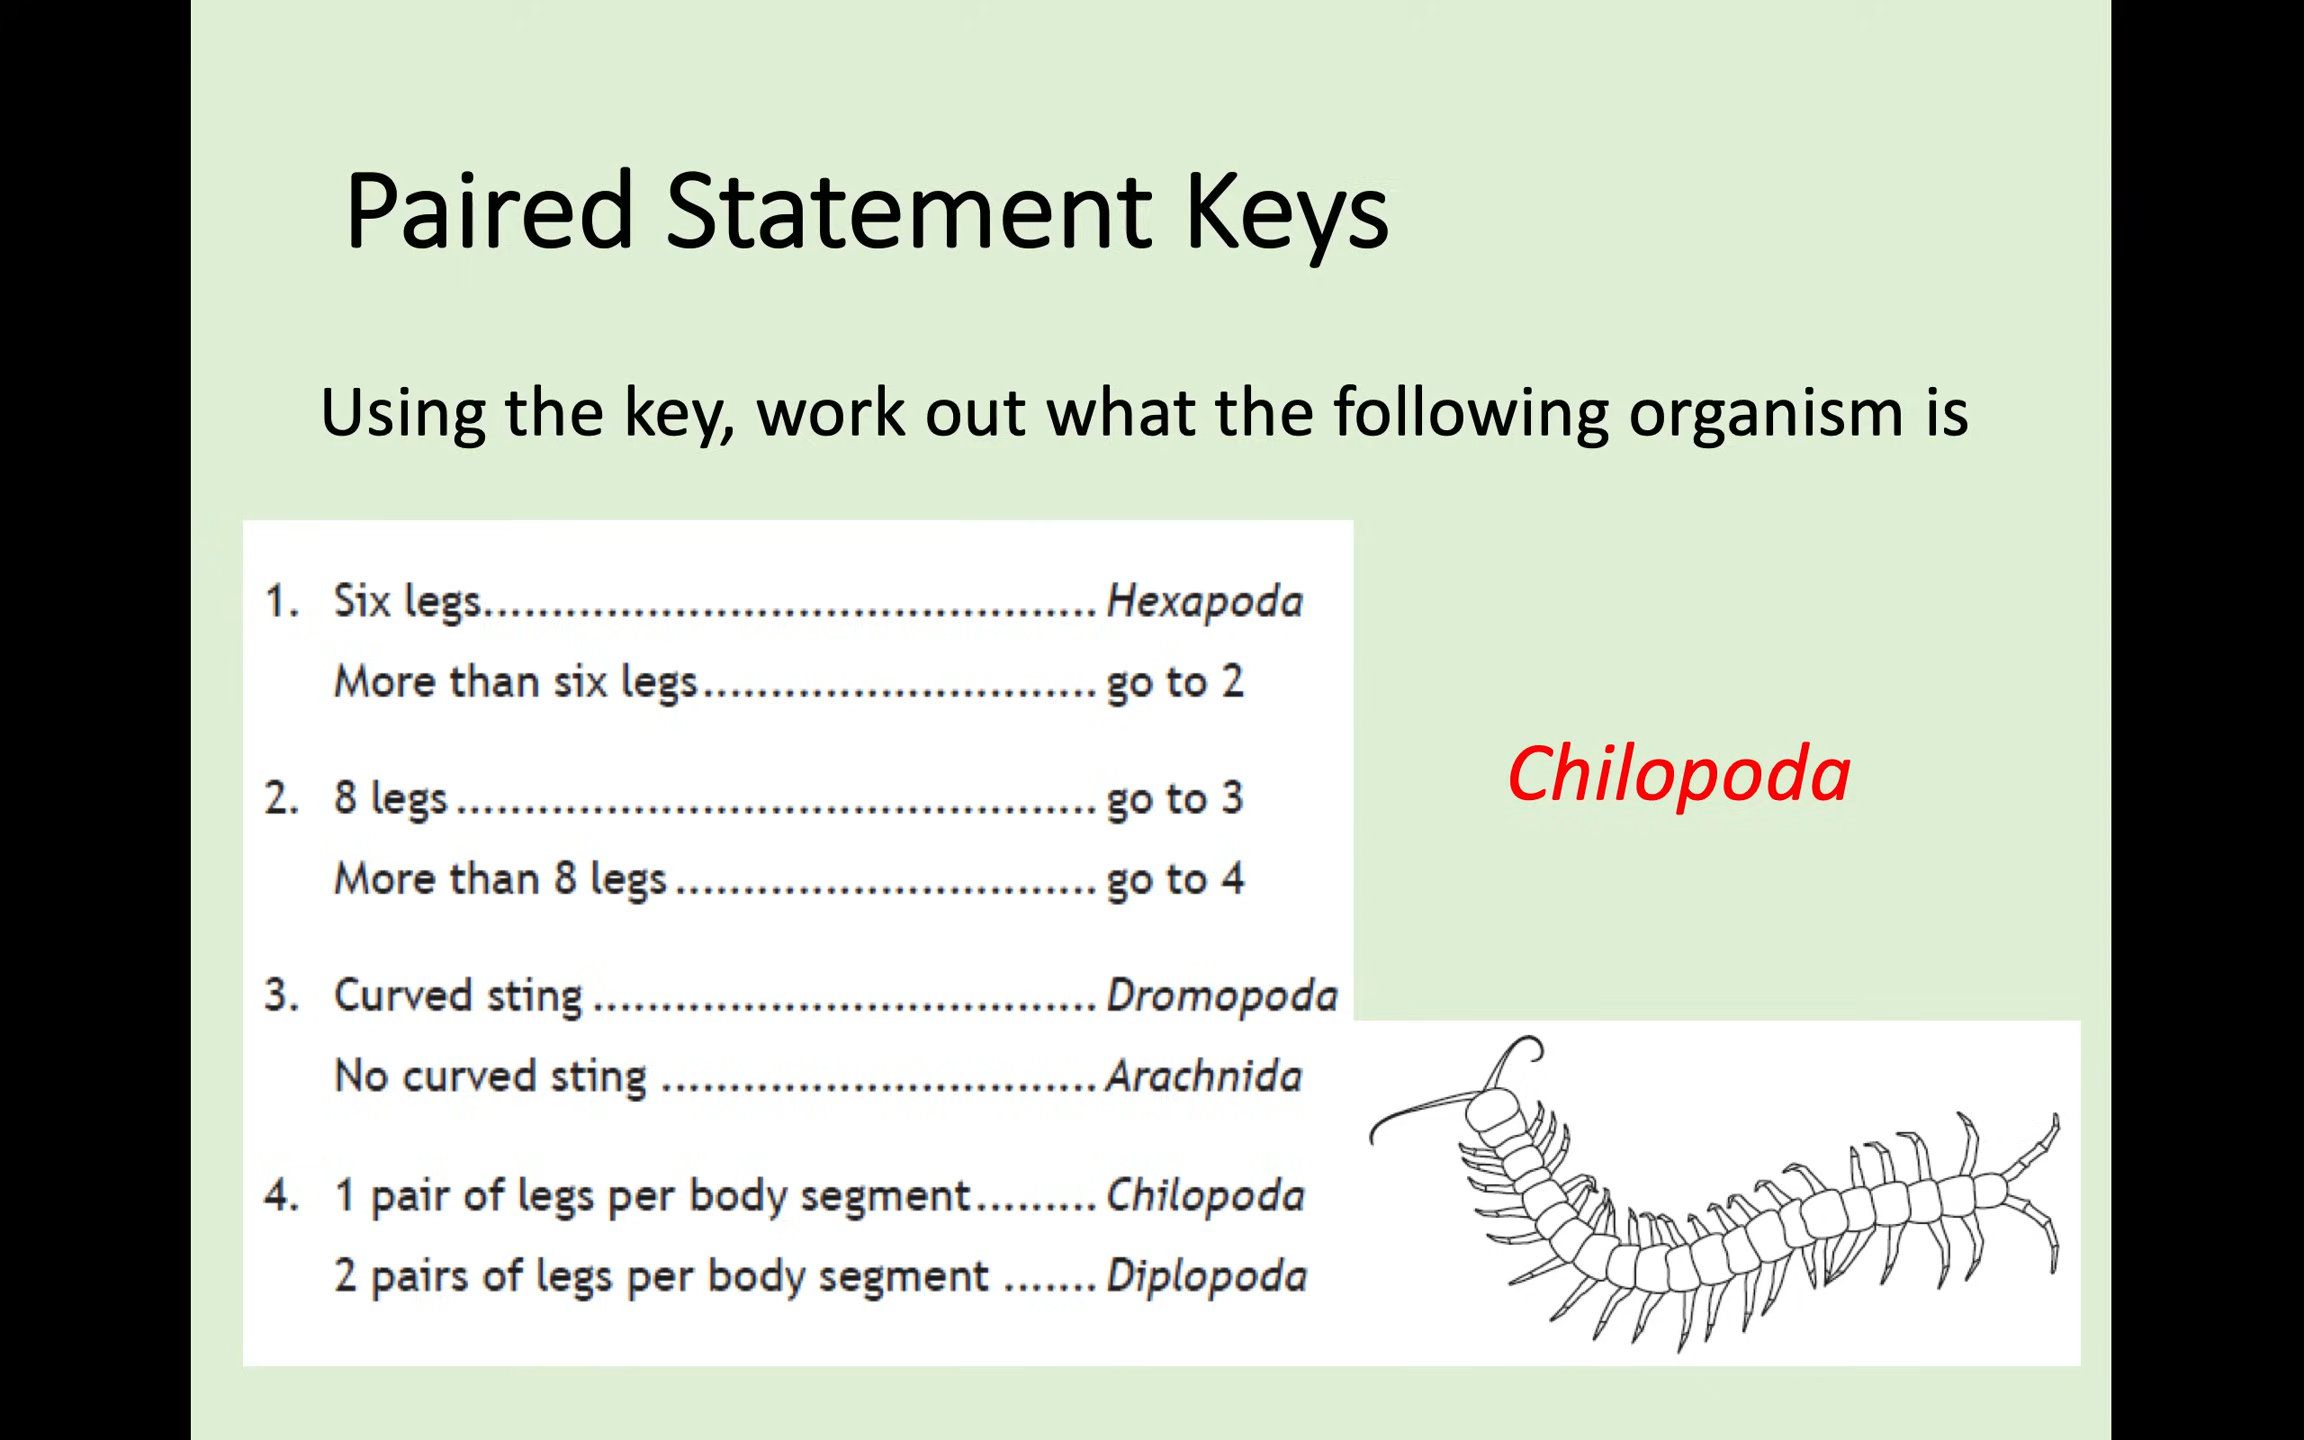 Paired Statement Keys
Using the key, work out what the following organism is
1. Six legs............................................. Hexapoda
More than six legs............................. go to 2
2. 8 legs............................................... go to 3
More than 8 legs............................... go to 4
3. Curved sting ..................................... Dromopoda
No curved sting ................................ Arachnida
4. 1 pair of legs per body segment......... Chilopoda
2 pairs of legs per body segment ....... Diplopoda
Chilopoda